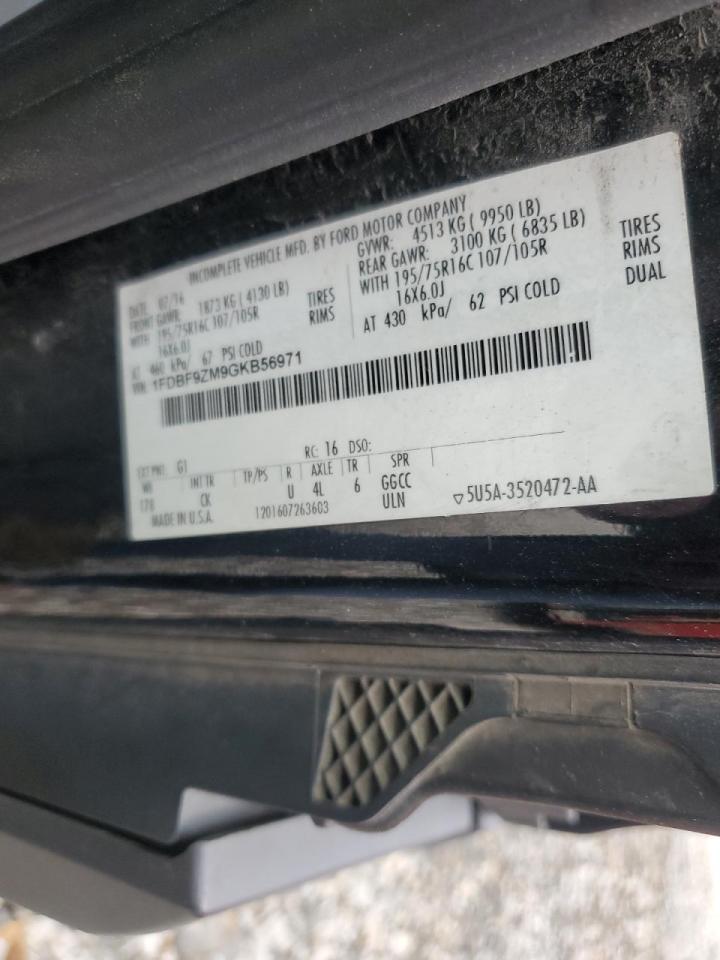 INCOMPLETE VEHICLE MFD. BY FORD MOTOR COMPANY
DATE: 07/16 GVWR: 4513 KG ( 9950 LB)
FRONT GAWR: 1873 KG ( 4130 LB) REAR GAWR: 3100 KG ( 6835 LB)
WITH 195/75R16C 107/105R TIRES WITH 195/75R16C 107/105R TIRES
16X6.0J RIMS 16X6.0J RIMS
AT 460 kPa/ 67 PSI COLD AT 430 kPa/ 62 PSI COLD DUAL
VIN: 1FDBF9ZM9GKB56971
EXT PNT: G1 RC: 16 DSO:
WB INT TR TP/PS R AXLE TR SPR
178 CK U 4L 6 GGCC
MADE IN U.S.A. 1201607263603 ULN ▽5U5A-3520472-AA